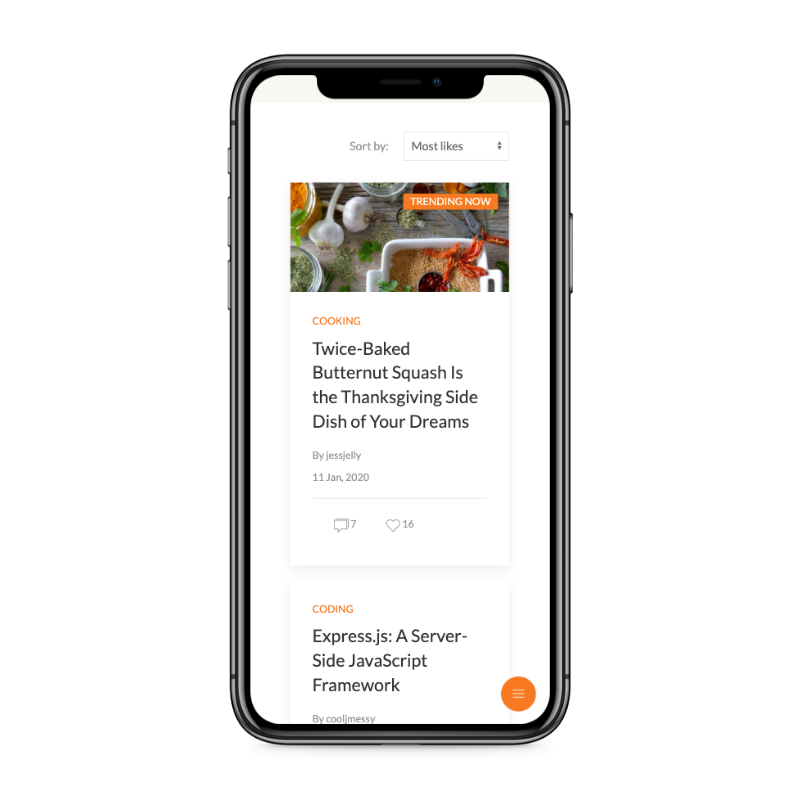 Sort by: Most likes
TRENDING NOW
COOKING
Twice-Baked
Butternut Squash Is
the Thanksgiving Side
Dish of Your Dreams
By jessjelly
11 Jan, 2020
7 16
CODING
Express.js: A Server-
Side JavaScript
Framework
By cooljmessy